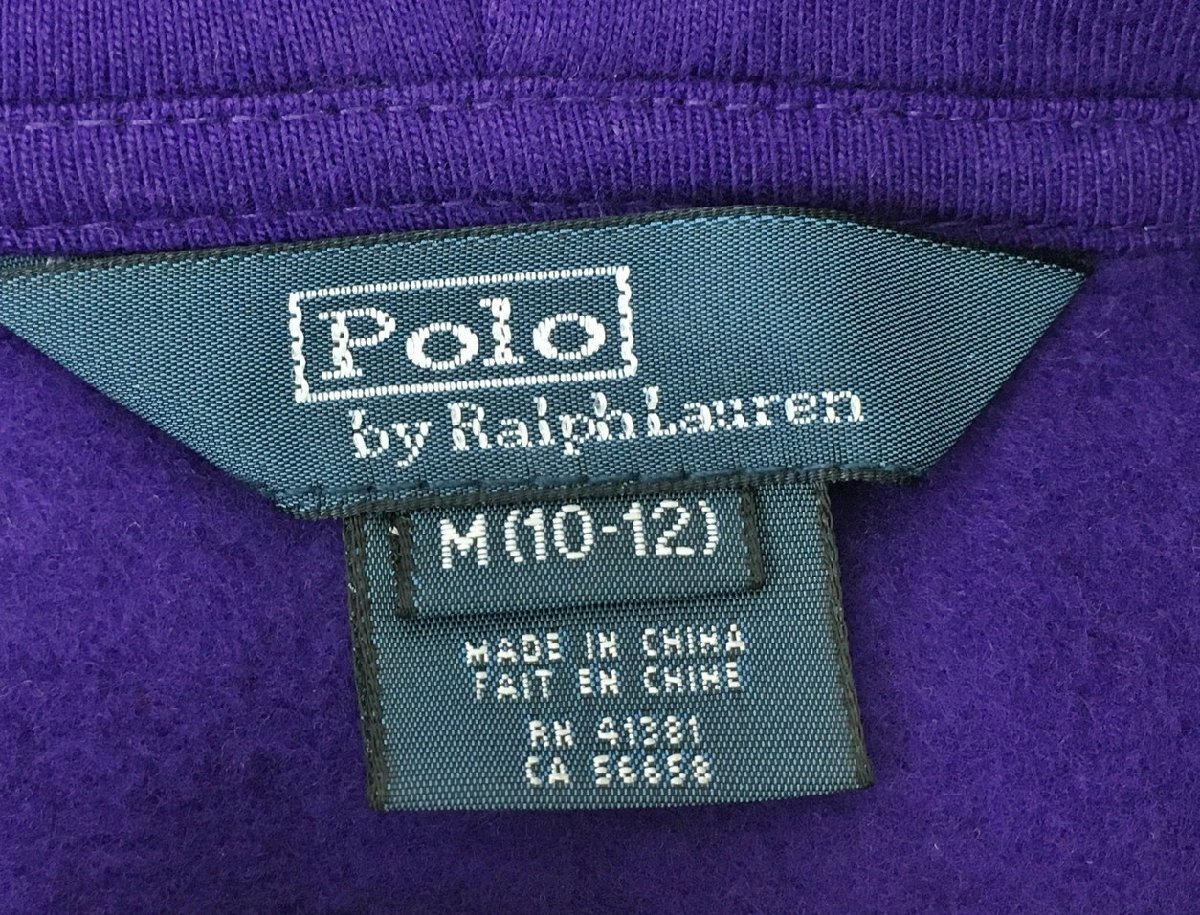 Polo
by Ralph Lauren
M (10-12)
MADE IN CHINA
FAIT EN CHINE
RN 41381
CA 56658